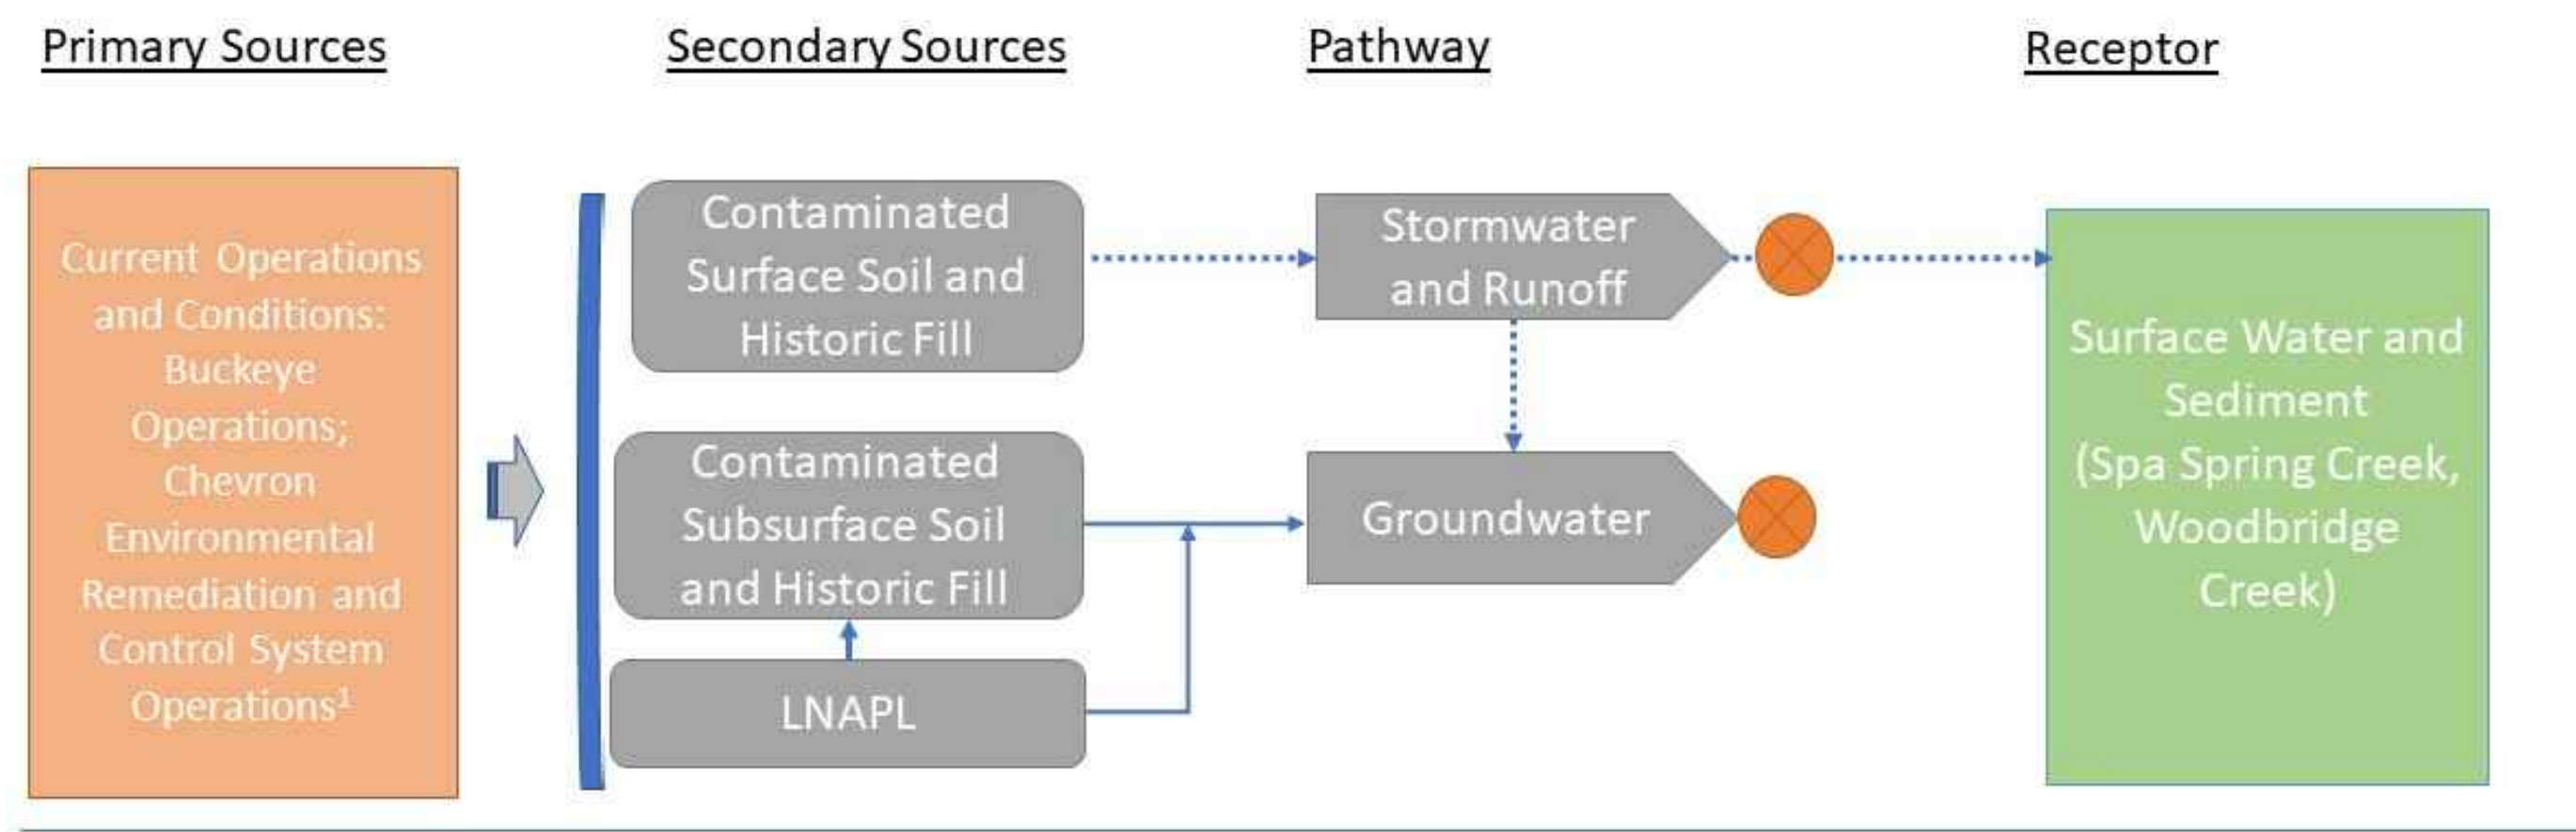 Primary Sources
Secondary Sources
Pathway
Receptor
Current Operations
and Conditions:
Buckeye
Operations;
Chevron
Environmental
Remediation and
Control System
Operations¹
Contaminated
Surface Soil and
Historic Fill
Contaminated
Subsurface Soil
and Historic Fill
LNAPL
Stormwater
and Runoff
Groundwater
Surface Water and
Sediment
(Spa Spring Creek,
Woodbridge
Creek)